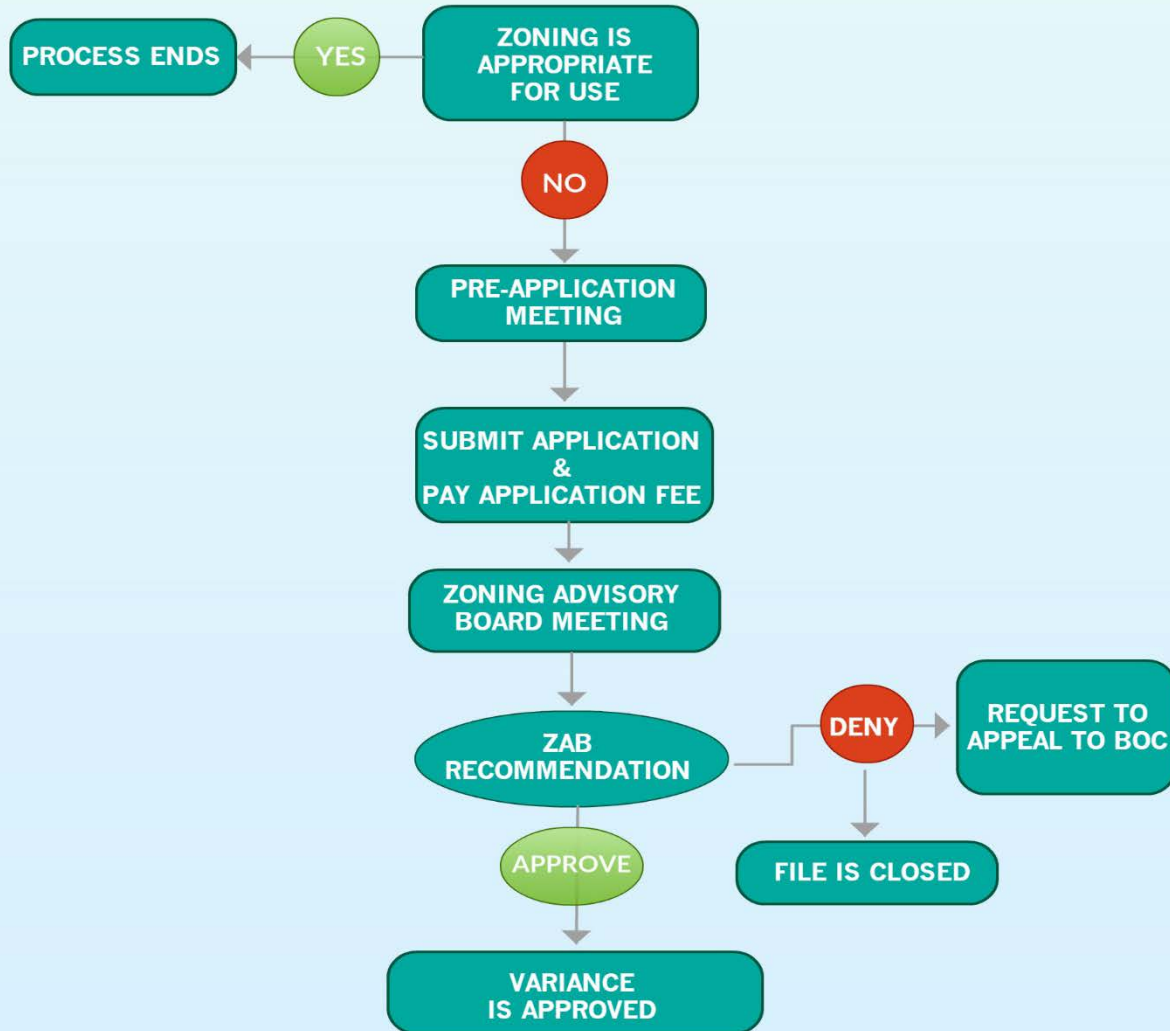 PROCESS ENDS
YES
ZONING IS
APPROPRIATE
FOR USE
NO
PRE-APPLICATION
MEETING
SUBMIT APPLICATION
&
PAY APPLICATION FEE
ZONING ADVISORY
BOARD MEETING
ZAB
RECOMMENDATION
DENY
REQUEST TO
APPEAL TO BOC
APPROVE
FILE IS CLOSED
VARIANCE
IS APPROVED